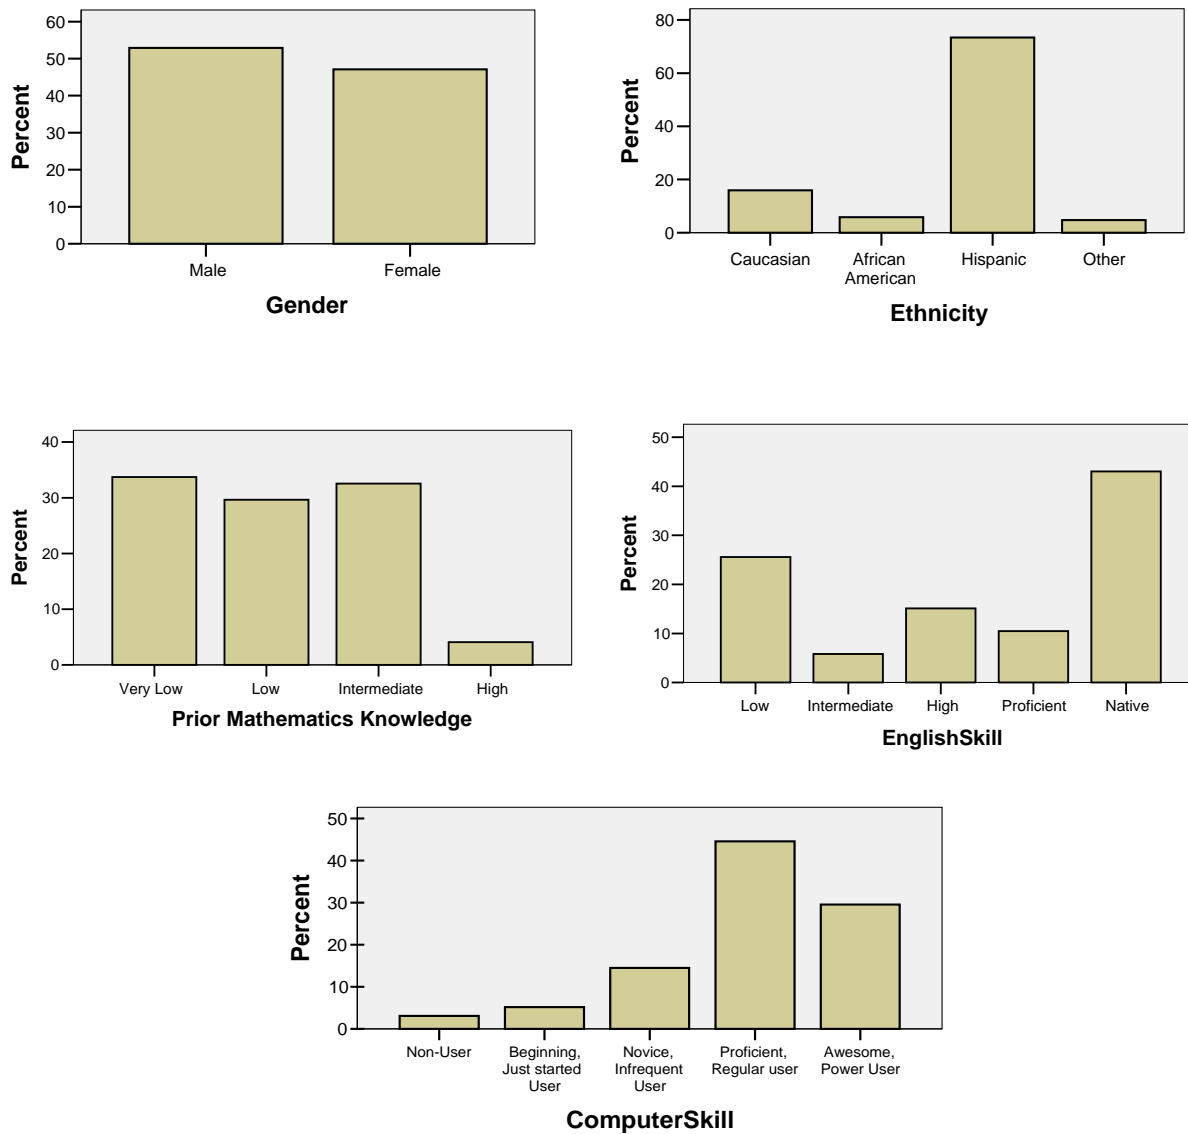 60
50
40
30
20
10
0
Percent
Male Female
Gender
80
60
40
20
0
Percent
Caucasian African Hispanic Other
American
Ethnicity
40
30
20
10
0
Percent
Very Low Low Intermediate High
Prior Mathematics Knowledge
50
40
30
20
10
0
Percent
Low Intermediate High Proficient Native
EnglishSkill
50
40
30
20
10
0
Percent
Non-User Beginning, Novice, Proficient, Awesome,
Just started Infrequent Regular user Power User
User User
ComputerSkill